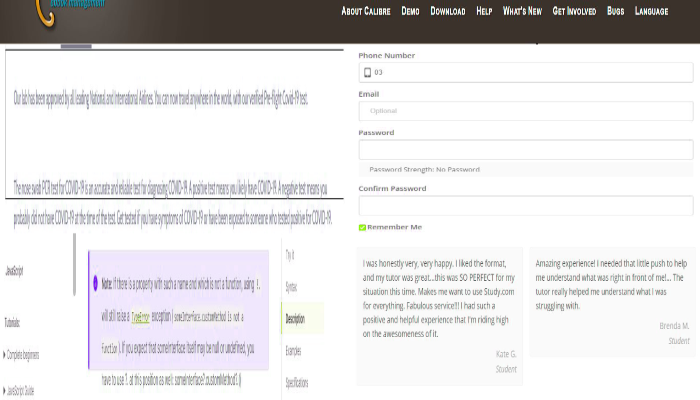 ebook management
About Calibre Demo Download Help What's New Get Involved Bugs Language
Our lab has been approved by all leading National and International Airlines. You can now travel anywhere in the world, with our verified Pre-Flight Covid-19 test.
The nose swab PCR test for COVID-19 is an accurate and reliable test for diagnosing COVID-19. A positive test means you likely have COVID-19. A negative test means you
probably did not have COVID-19 at the time of the test. Get tested if you have symptoms of COVID-19 or have been exposed to someone who tested positive for COVID-19.
JavaScript
Tutorials:
Complete beginners
JavaScript Guide
Note: If there is a property with such a name and which is not a function, using ?.
will still raise a TypeError exception (someInterface.customMethod is not a
function). If you expect that someInterface itself may be null or undefined, you
have to use ?. at this position as well: someInterface?.customMethod?.()
Try it
Syntax
Description
Examples
Specifications
Phone Number
03
Email
Optional
Password
Password Strength: No Password
Confirm Password
Remember Me
I was honestly very, very happy. I liked the format,
and my tutor was great...this was SO PERFECT for my
situation this time. Makes me want to use Study.com
for everything. Fabulous service!!! I had such a
positive and helpful experience that I'm riding high
on the awesomeness of it.
Kate G.
Student
Amazing experience! I needed that little push to help
me understand what was right in front of me!... The
tutor really helped me understand what I was
struggling with.
Brenda M.
Student